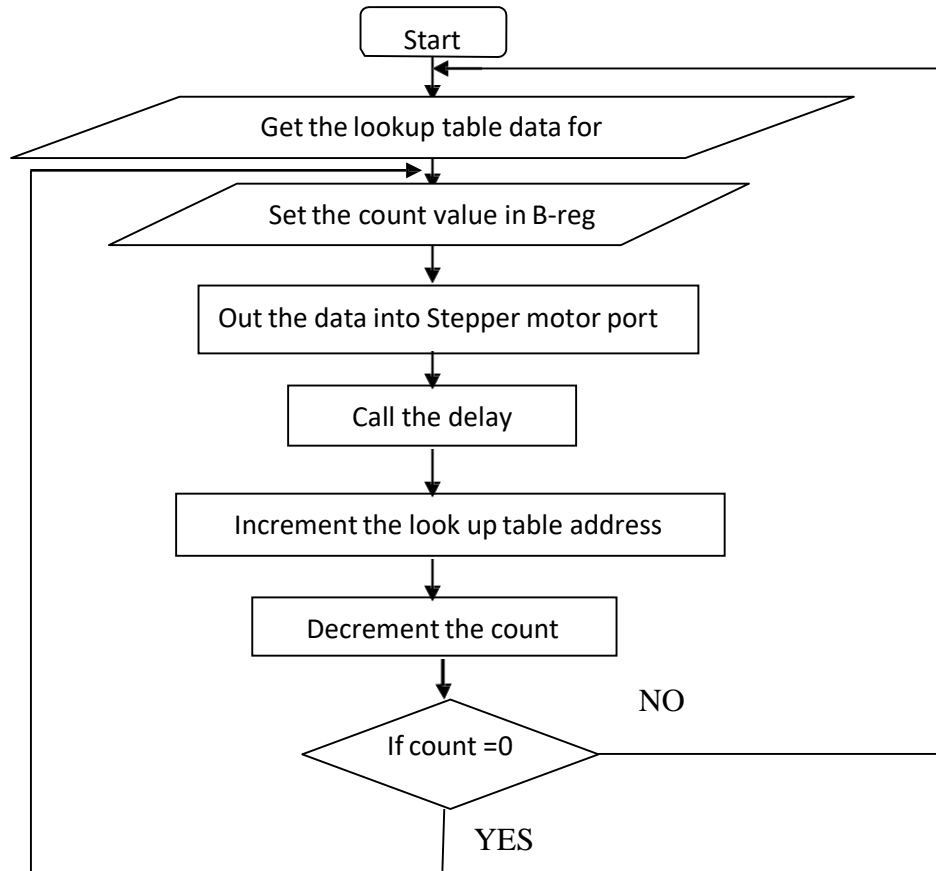 Start
Get the lookup table data for
Set the count value in B-reg
Out the data into Stepper motor port
Call the delay
Increment the look up table address
Decrement the count
NO
If count =0
YES